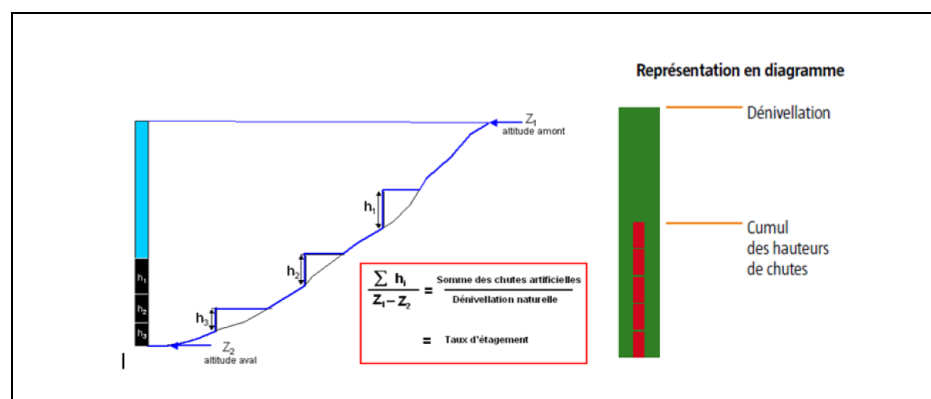 Représentation en diagramme
Z₁
altitude amont
Dénivellation
h₁
h₂
h₃
Z₂
altitude aval
h₁
h₂
h₃
∑ hᵢ
Z₁ – Z₂
= Somme des chutes artificielles
Dénivellation naturelle
= Taux d'étagement
Cumul
des hauteurs
de chutes